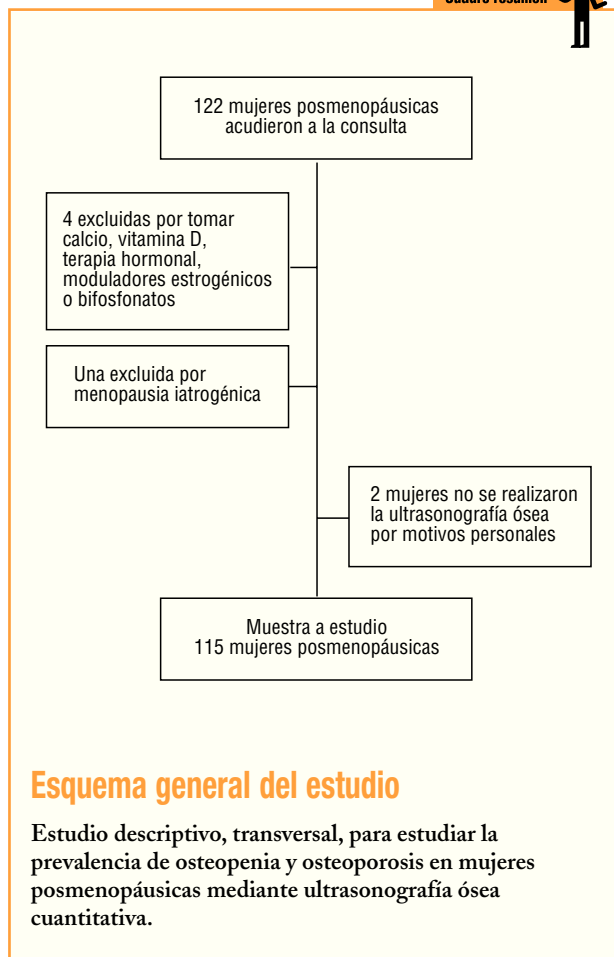 122 mujeres posmenopáusicas
acudieron a la consulta
4 excluidas por tomar
calcio, vitamina D,
terapia hormonal,
moduladores estrogénicos
o bifosfonatos
Una excluida por
menopausia iatrogénica
2 mujeres no se realizaron
la ultrasonografía ósea
por motivos personales
Muestra a estudio
115 mujeres posmenopáusicas
Esquema general del estudio
Estudio descriptivo, transversal, para estudiar la
prevalencia de osteopenia y osteoporosis en mujeres
posmenopáusicas mediante ultrasonografía ósea
cuantitativa.